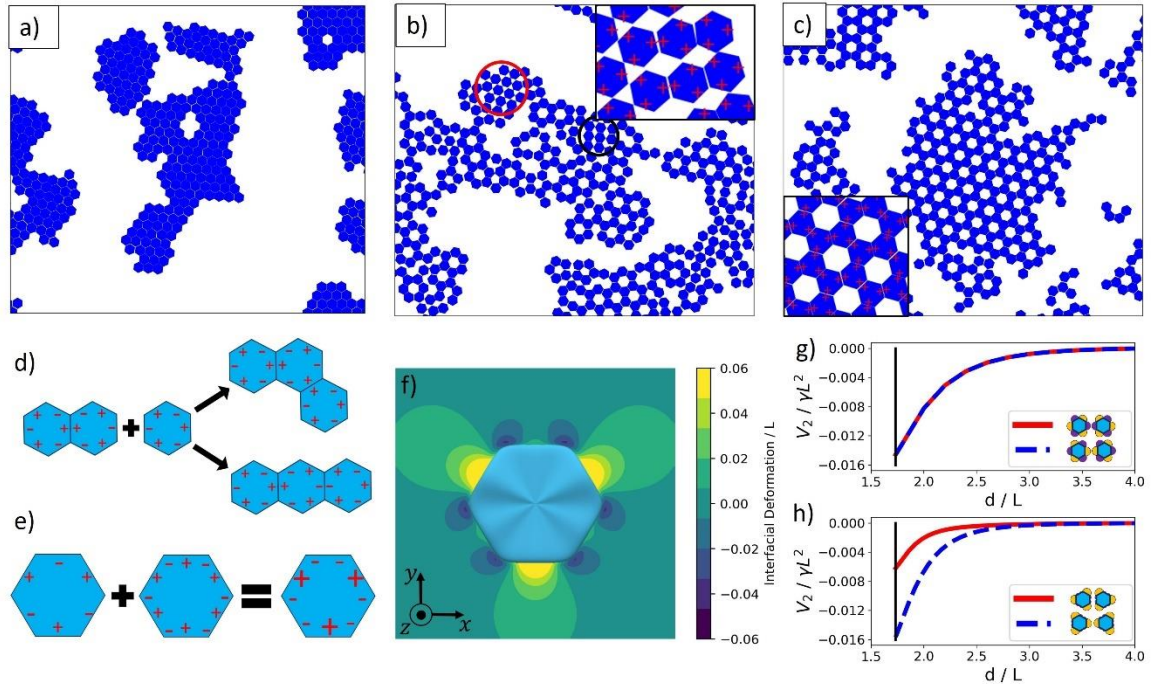 a)
b)
c)
d)
e)
f)
y
z
x
0.06
0.04
0.02
0.00
−0.02
−0.04
−0.06
Interfacial Deformation / L
g)
0.000
−0.004
−0.008
−0.012
−0.016
V₂ / γL²
1.5 2.0 2.5 3.0 3.5 4.0
d / L
h)
0.000
−0.004
−0.008
−0.012
−0.016
V₂ / γL²
1.5 2.0 2.5 3.0 3.5 4.0
d / L